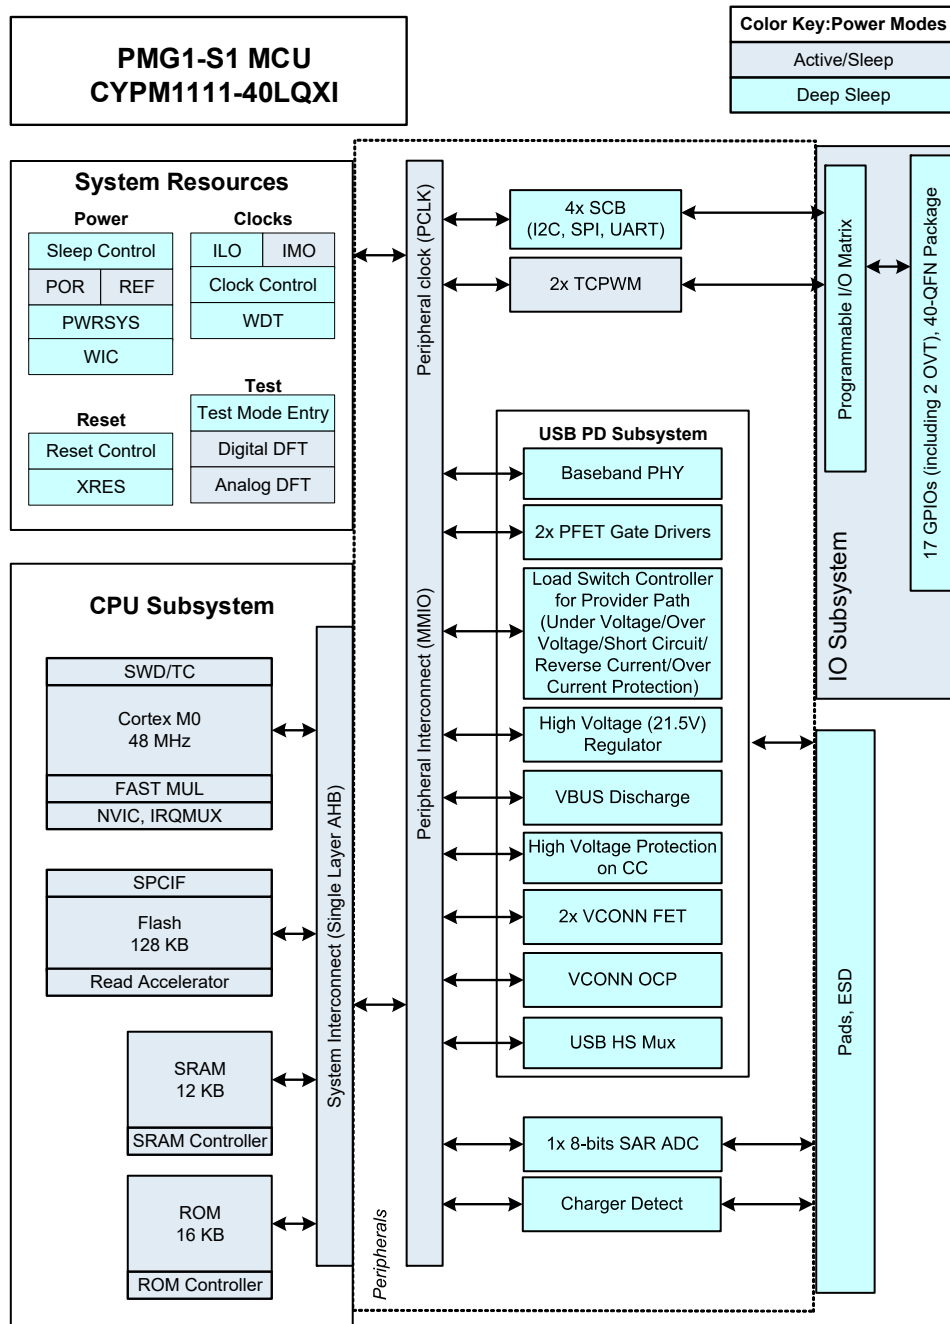 PMG1-S1 MCU
CYPM1111-40LQXI
Color Key:Power Modes
Active/Sleep
Deep Sleep
System Resources
Power
Sleep Control
POR
REF
PWRSYS
WIC
Clocks
ILO
IMO
Clock Control
WDT
Reset
Reset Control
XRES
Test
Test Mode Entry
Digital DFT
Analog DFT
CPU Subsystem
SWD/TC
Cortex M0
48 MHz
FAST MUL
NVIC, IRQMUX
SPCIF
Flash
128 KB
Read Accelerator
SRAM
12 KB
SRAM Controller
ROM
16 KB
ROM Controller
System Interconnect (Single Layer AHB)
Peripherals
Peripheral clock (PCLK)
Peripheral Interconnect (MMIO)
4x SCB
(I2C, SPI, UART)
2x TCPWM
USB PD Subsystem
Baseband PHY
2x PFET Gate Drivers
Load Switch Controller
for Provider Path
(Under Voltage/Over
Voltage/Short Circuit/
Reverse Current/Over
Current Protection)
High Voltage (21.5V)
Regulator
VBUS Discharge
High Voltage Protection
on CC
2x VCONN FET
VCONN OCP
USB HS Mux
1x 8-bits SAR ADC
Charger Detect
Programmable I/O Matrix
17 GPIOs (including 2 OVT), 40-QFN Package
IO Subsystem
Pads, ESD